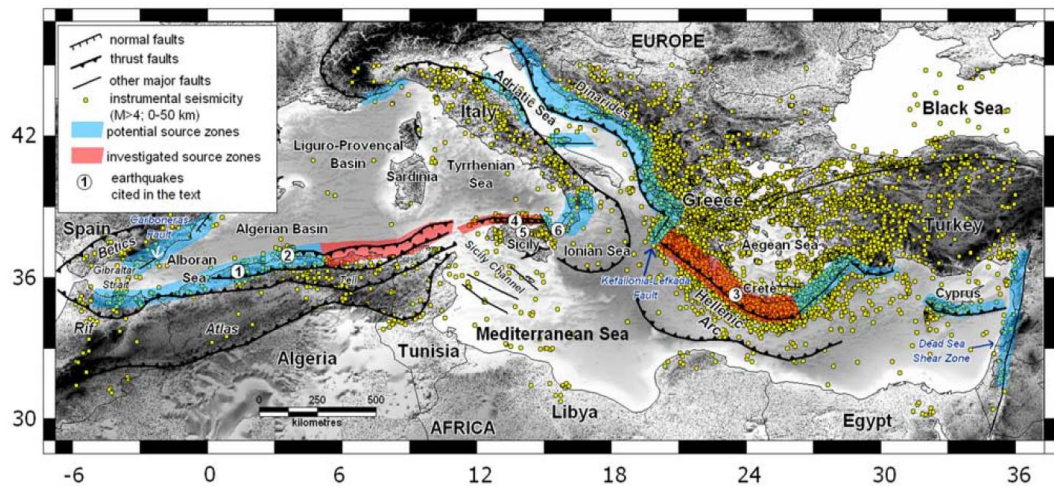 normal faults
thrust faults
other major faults
instrumental seismicity
(M>4; 0-50 km)
potential source zones
investigated source zones
1 earthquakes
cited in the text
EUROPE
Black Sea
Adriatic Sea
Dinarides
Italy
Liguro-Provençal
Basin
Sardinia
Tyrrhenian
Sea
Greece
Turkey
Spain
Betics
Carboneras
Fault
Algerian Basin
Alboran
Sea
Gibraltar
Strait
1
2
4
5
6
Sicily
Ionian Sea
Aegean Sea
Kefallonia-Lefkada
Fault
3
Crete
Hellenic
Arc
Cyprus
Dead Sea
Shear Zone
Sicily Channel
Tell
Rif
Atlas
Mediterranean Sea
Algeria
Tunisia
Libya
Egypt
AFRICA
0 250 500
kilometres
42
36
30
-6 0 6 12 18 24 30 36